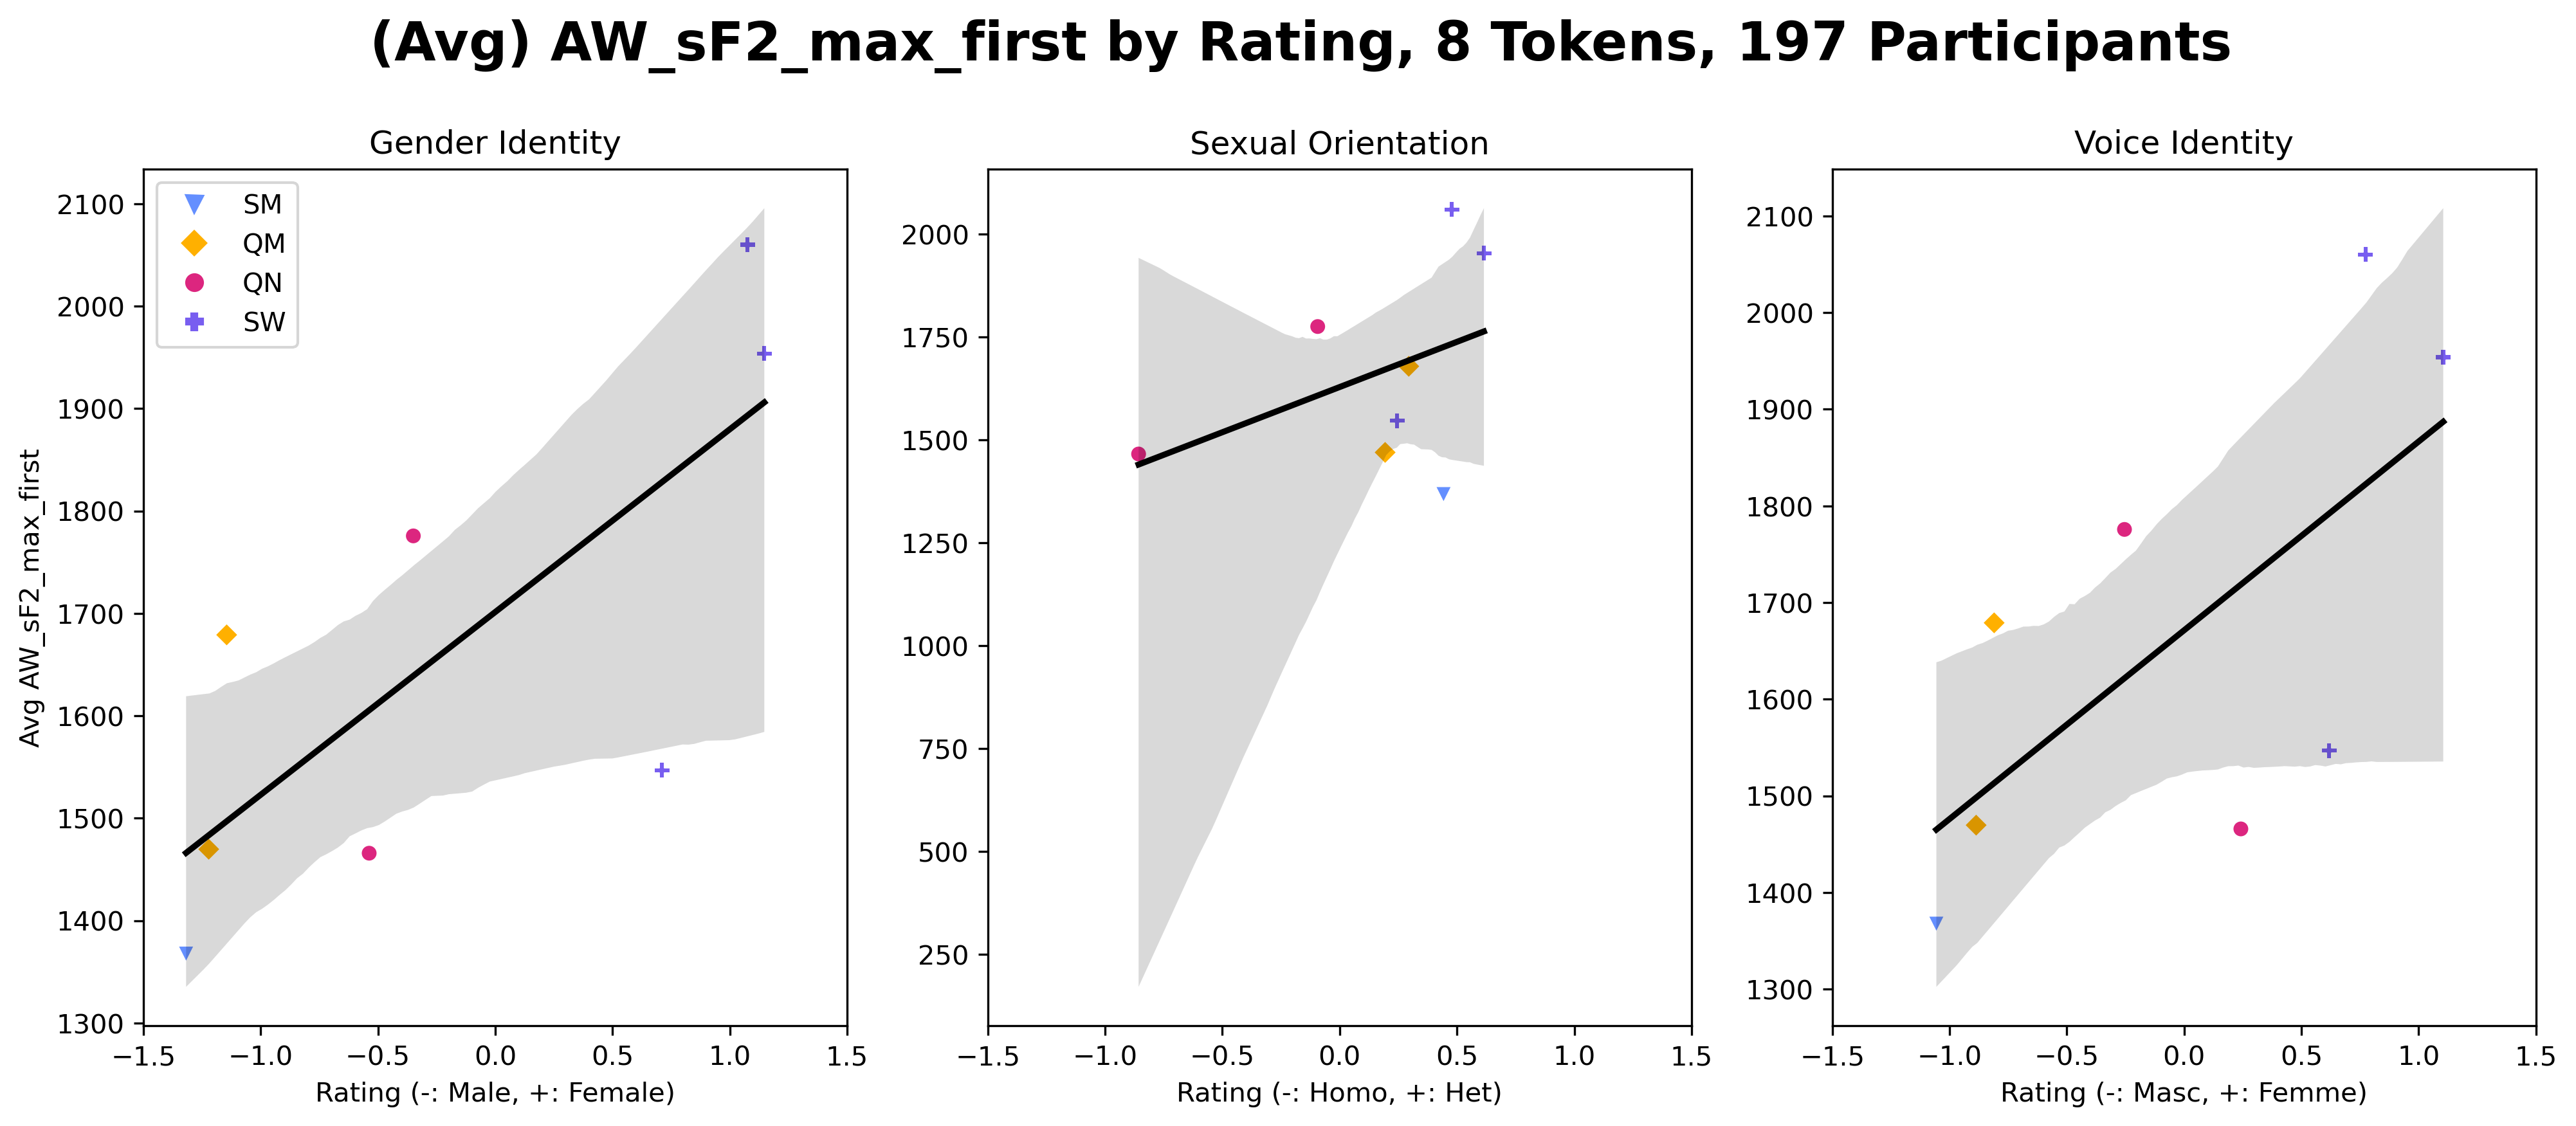 (Avg) AW_sF2_max_first by Rating, 8 Tokens, 197 Participants
Gender Identity
SM
QM
QN
SW
Avg AW_sF2_max_first
2100
2000
1900
1800
1700
1600
1500
1400
1300
−1.5 −1.0 −0.5 0.0 0.5 1.0 1.5
Rating (-: Male, +: Female)
Sexual Orientation
2000
1750
1500
1250
1000
750
500
250
−1.5 −1.0 −0.5 0.0 0.5 1.0 1.5
Rating (-: Homo, +: Het)
Voice Identity
2100
2000
1900
1800
1700
1600
1500
1400
1300
−1.5 −1.0 −0.5 0.0 0.5 1.0 1.5
Rating (-: Masc, +: Femme)